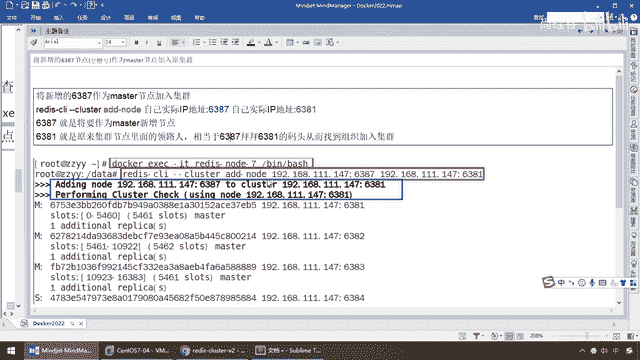 Mindjet MindManager - Docker2022.mmap
主题备注
Arial
14
将新增的6387节点(空槽号)作为master节点加入原集群
将新增的6387作为master节点加入集群
redis-cli --cluster add-node 自己实际IP地址:6387 自己实际IP地址:6381
6387 就是将要作为master新增节点
6381 就是原来集群节点里面的领路人，相当于6387拜拜6381的码头从而找到组织加入集群
[root@zzyy ~]# docker exec -it redis-node-7 /bin/bash
root@zzyy:/data# redis-cli --cluster add-node 192.168.111.147:6387 192.168.111.147:6381
>>> Adding node 192.168.111.147:6387 to cluster 192.168.111.147:6381
>>> Performing Cluster Check (using node 192.168.111.147:6381)
M: 6753e3bb260fdb7b949a0388e1a30152ace37eb5 192.168.111.147:6381
slots:[0-5460] (5461 slots) master
1 additional replica(s)
M: 6278214da93683debcf7e93ea08a5b445c800214 192.168.111.147:6382
slots:[5461-10922] (5462 slots) master
1 additional replica(s)
M: fb72b1036f992145cf332ea3a8aeb4fa6a588889 192.168.111.147:6383
slots:[10923-16383] (5461 slots) master
1 additional replica(s)
S: 4783e547973e8a0179080a45682f50e878985884 192.168.111.147:6384
查
xe
点
Docker2022
208%
Mindjet MindMa...
CentOS7-04 - VM...
redis-cluster-v2 - ...
文档 • - Sublime T...